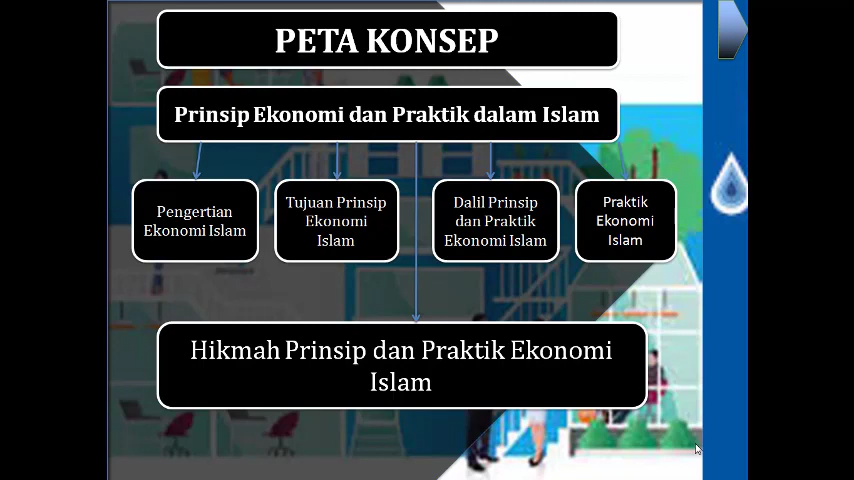 PETA KONSEP
Prinsip Ekonomi dan Praktik dalam Islam
Pengertian
Ekonomi Islam
Tujuan Prinsip
Ekonomi
Islam
Dalil Prinsip
dan Praktik
Ekonomi Islam
Praktik
Ekonomi
Islam
Hikmah Prinsip dan Praktik Ekonomi
Islam